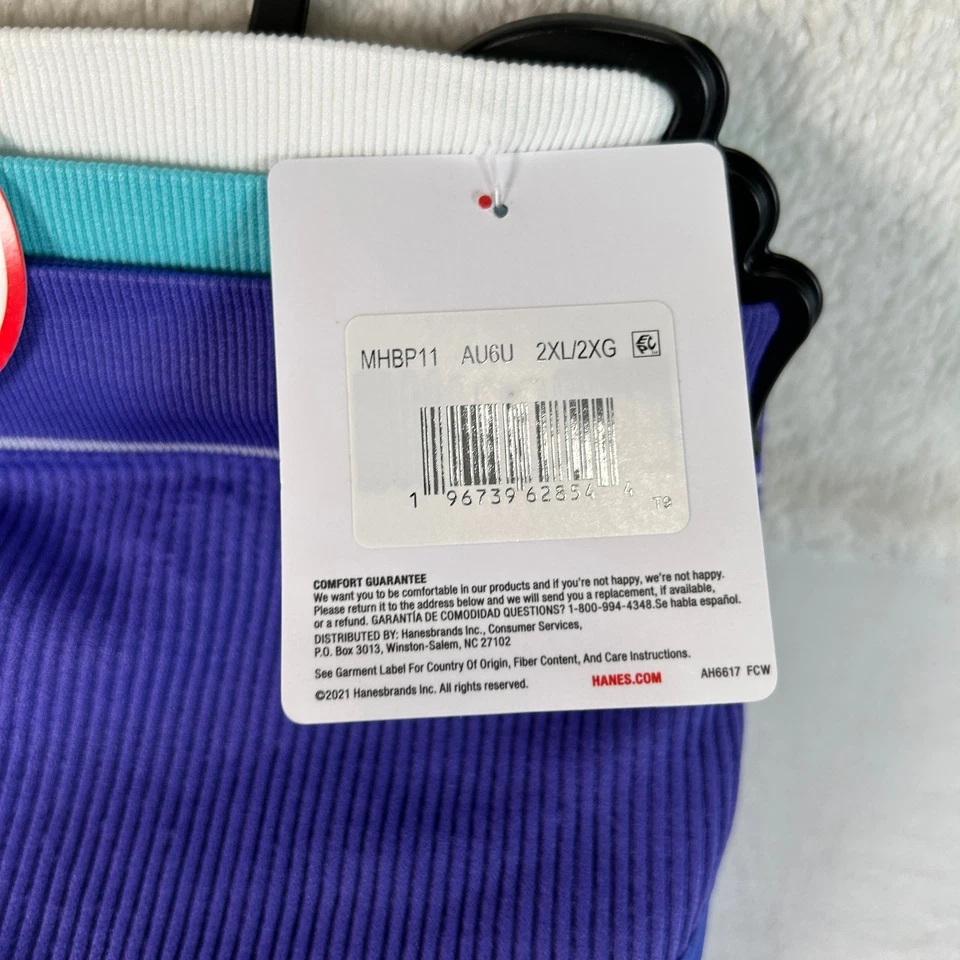 MHBP11 AU6U 2XL/2XG
1 96739 62854 4
COMFORT GUARANTEE
We want you to be comfortable in our products and if you're not happy, we're not happy.
Please return it to the address below and we will send you a replacement, if available,
or a refund. GARANTÍA DE COMODIDAD QUESTIONS? 1-800-994-4348.Se habla español.
DISTRIBUTED BY: Hanesbrands Inc., Consumer Services,
P.O. Box 3013, Winston-Salem, NC 27102
See Garment Label For Country Of Origin, Fiber Content, And Care Instructions.
©2021 Hanesbrands Inc. All rights reserved. HANES.COM AH6617 FCW